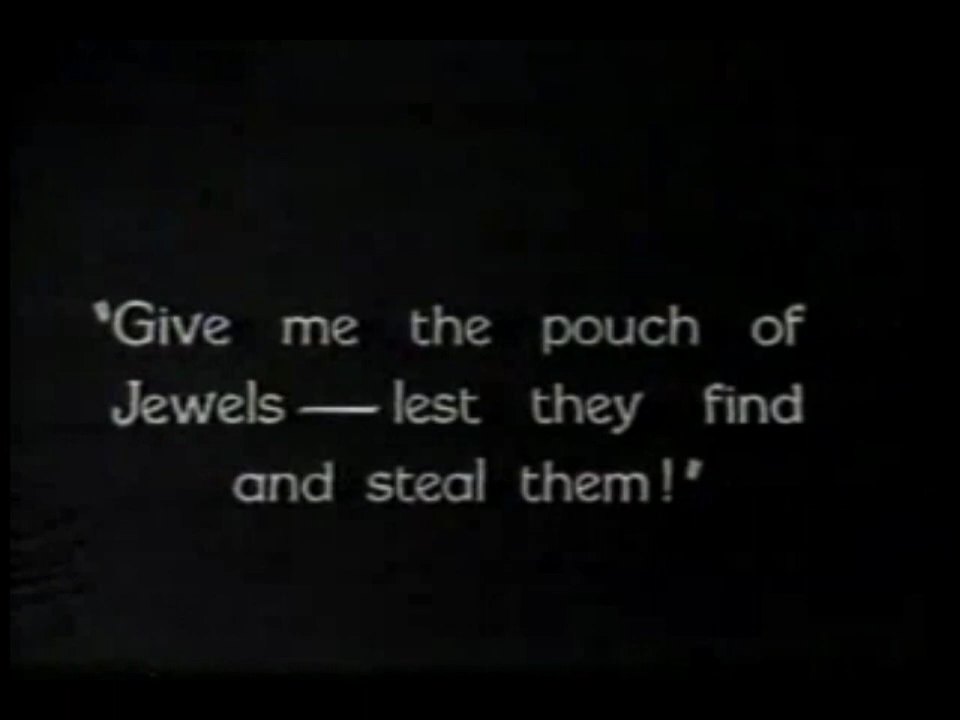 "Give me the pouch of
Jewels — lest they find
and steal them!"